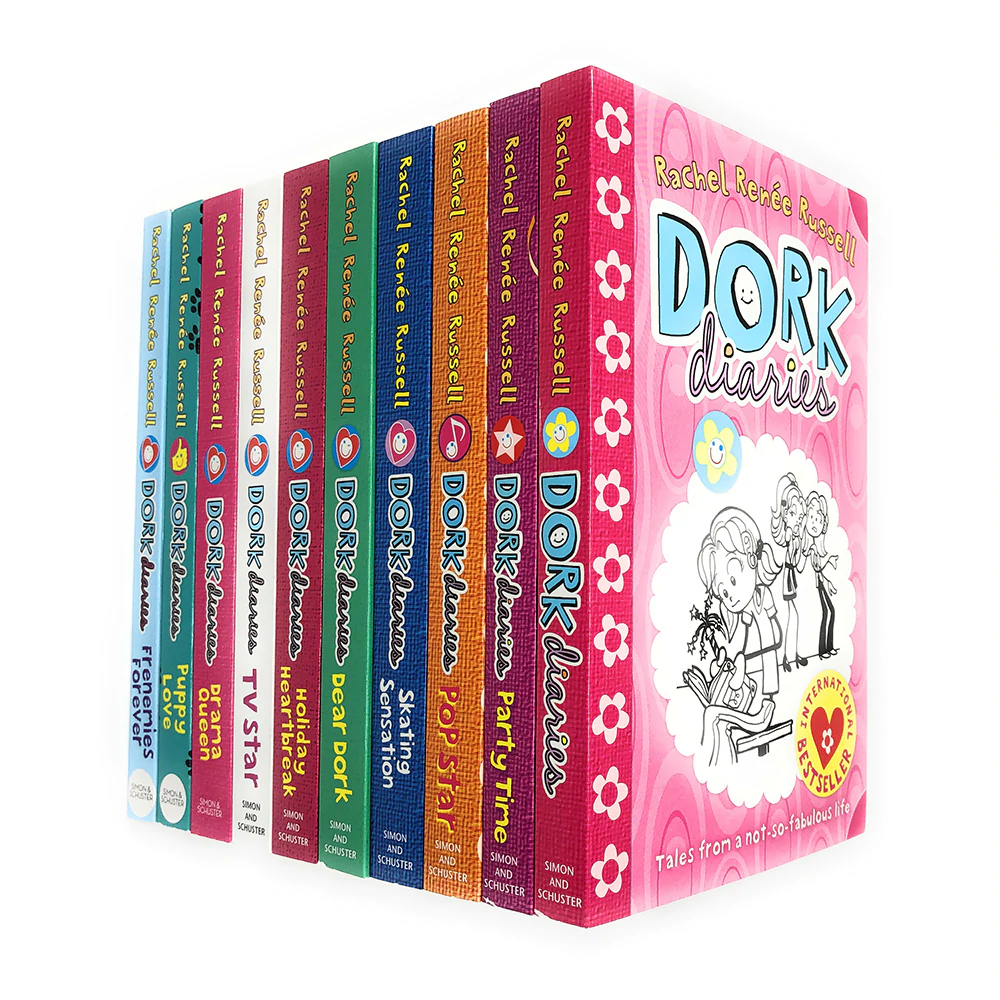 Rachel Renée Russell
DORK
diaries
INTERNATIONAL
BESTSELLER
Tales from a not-so-fabulous life
Rachel Renée Russell
DORK diaries
Frenemies
Forever
SIMON &
SCHUSTER
Rachel Renée Russell
DORK diaries
Puppy
Love
SIMON &
SCHUSTER
Rachel Renée Russell
DORK diaries
Drama
Queen
SIMON &
SCHUSTER
Rachel Renée Russell
DORK diaries
TV Star
SIMON
AND
SCHUSTER
Rachel Renée Russell
DORK diaries
Holiday
Heartbreak
SIMON
AND
SCHUSTER
Rachel Renée Russell
DORK diaries
Dear Dork
SIMON
AND
SCHUSTER
Rachel Renée Russell
DORK diaries
Skating
Sensation
SIMON
AND
SCHUSTER
Rachel Renée Russell
DORK diaries
Pop Star
SIMON
AND
SCHUSTER
Rachel Renée Russell
DORK diaries
Party Time
SIMON
AND
SCHUSTER
Rachel Renée Russell
DORK diaries
SIMON
AND
SCHUSTER